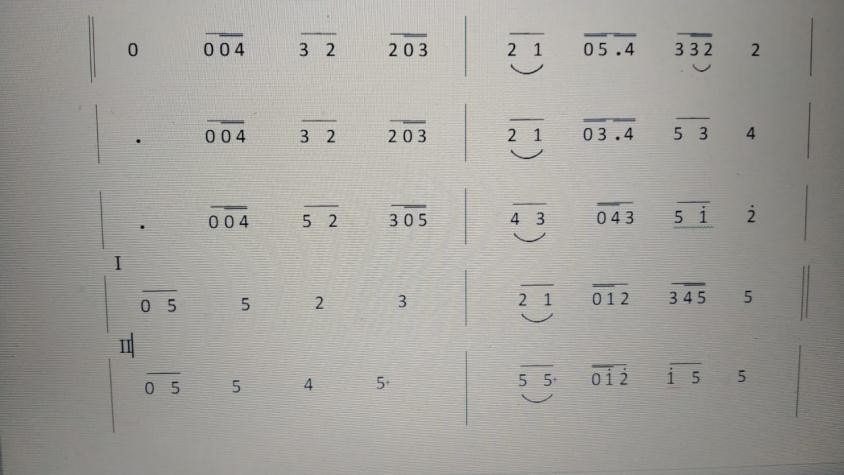 0 004 3 2 203 2 1 05.4 332 2
. 004 3 2 203 2 1 03.4 5 3 4
. 004 5 2 305 4 3 043 5 1̇ 2̇
I
0 5 5 2 3 2 1 012 345 5
II
0 5 5 4 5 5 5 01̇2̇ 1̇ 5 5